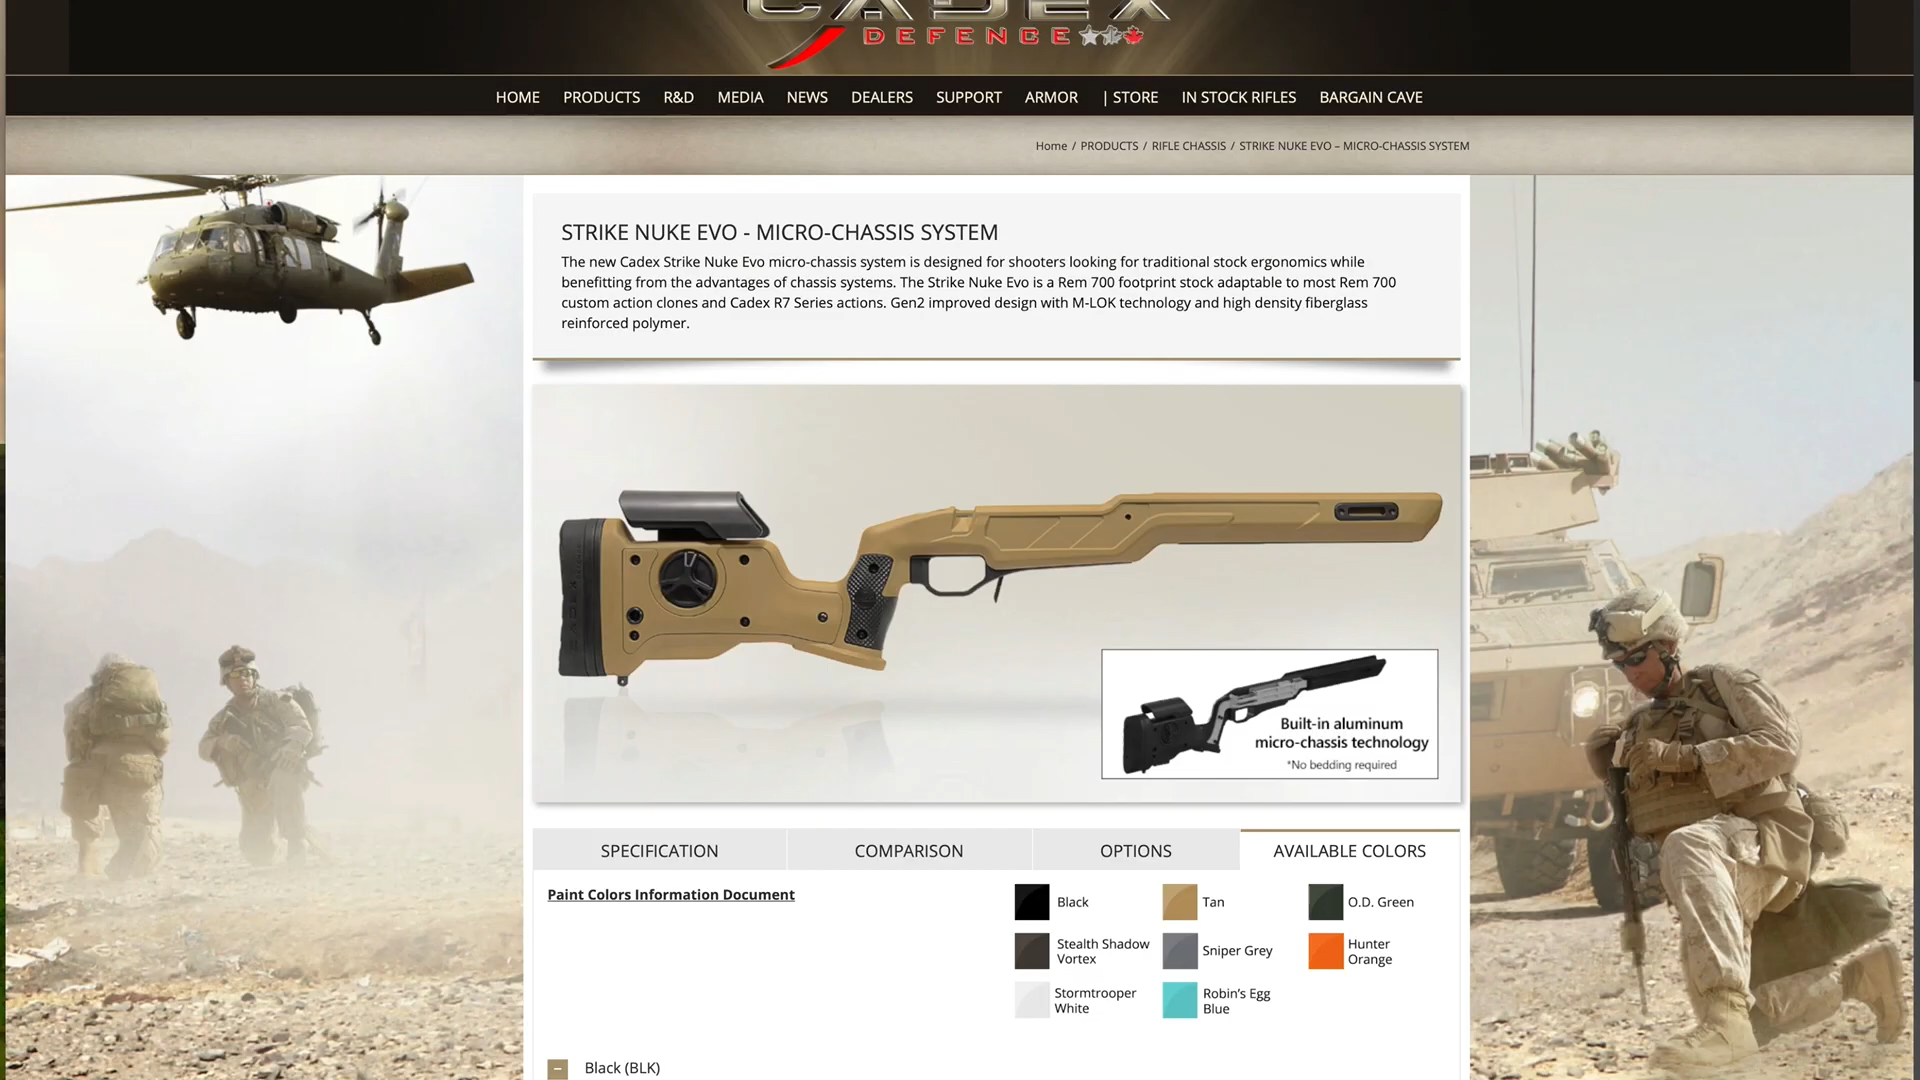 CADEX
DEFENCE
HOME PRODUCTS R&D MEDIA NEWS DEALERS SUPPORT ARMOR | STORE IN STOCK RIFLES BARGAIN CAVE
Home / PRODUCTS / RIFLE CHASSIS / STRIKE NUKE EVO – MICRO-CHASSIS SYSTEM
STRIKE NUKE EVO - MICRO-CHASSIS SYSTEM
The new Cadex Strike Nuke Evo micro-chassis system is designed for shooters looking for traditional stock ergonomics while
benefitting from the advantages of chassis systems. The Strike Nuke Evo is a Rem 700 footprint stock adaptable to most Rem 700
custom action clones and Cadex R7 Series actions. Gen2 improved design with M-LOK technology and high density fiberglass
reinforced polymer.
CADEX
Built-in aluminum
micro-chassis technology
*No bedding required
SPECIFICATION COMPARISON OPTIONS AVAILABLE COLORS
Paint Colors Information Document
Black
Tan
O.D. Green
Stealth Shadow
Vortex
Sniper Grey
Hunter
Orange
Stormtrooper
White
Robin's Egg
Blue
Black (BLK)